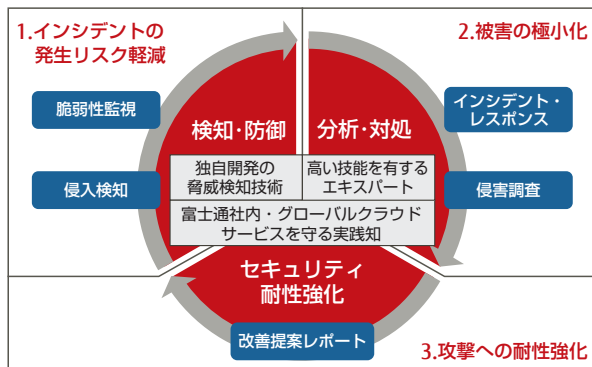 1.インシデントの
発生リスク軽減
2.被害の極小化
脆弱性監視
侵入検知
検知・防御
分析・対処
インシデント・
レスポンス
侵害調査
独自開発の
脅威検知技術
高い技能を有する
エキスパート
富士通社内・グローバルクラウド
サービスを守る実践知
セキュリティ
耐性強化
改善提案レポート
3.攻撃への耐性強化